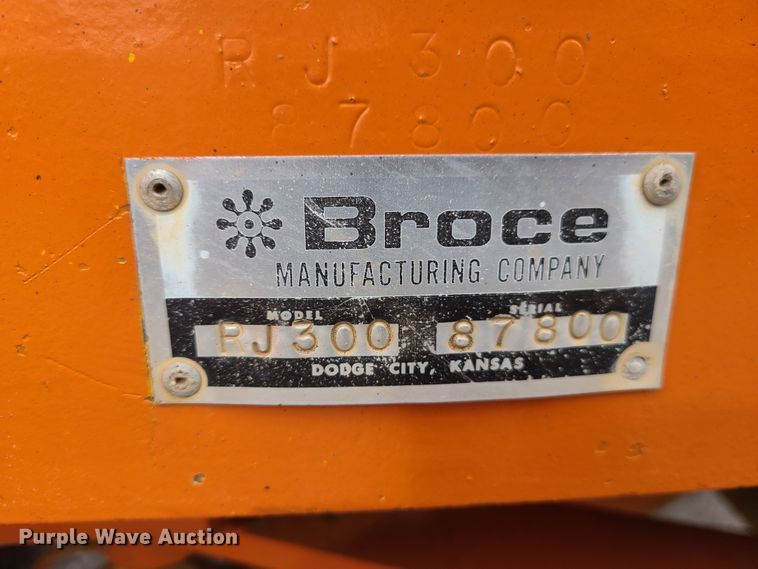 RJ 300
87800
Broce
MANUFACTURING COMPANY
MODEL SERIAL
RJ300 87800
DODGE CITY, KANSAS
Purple Wave Auction